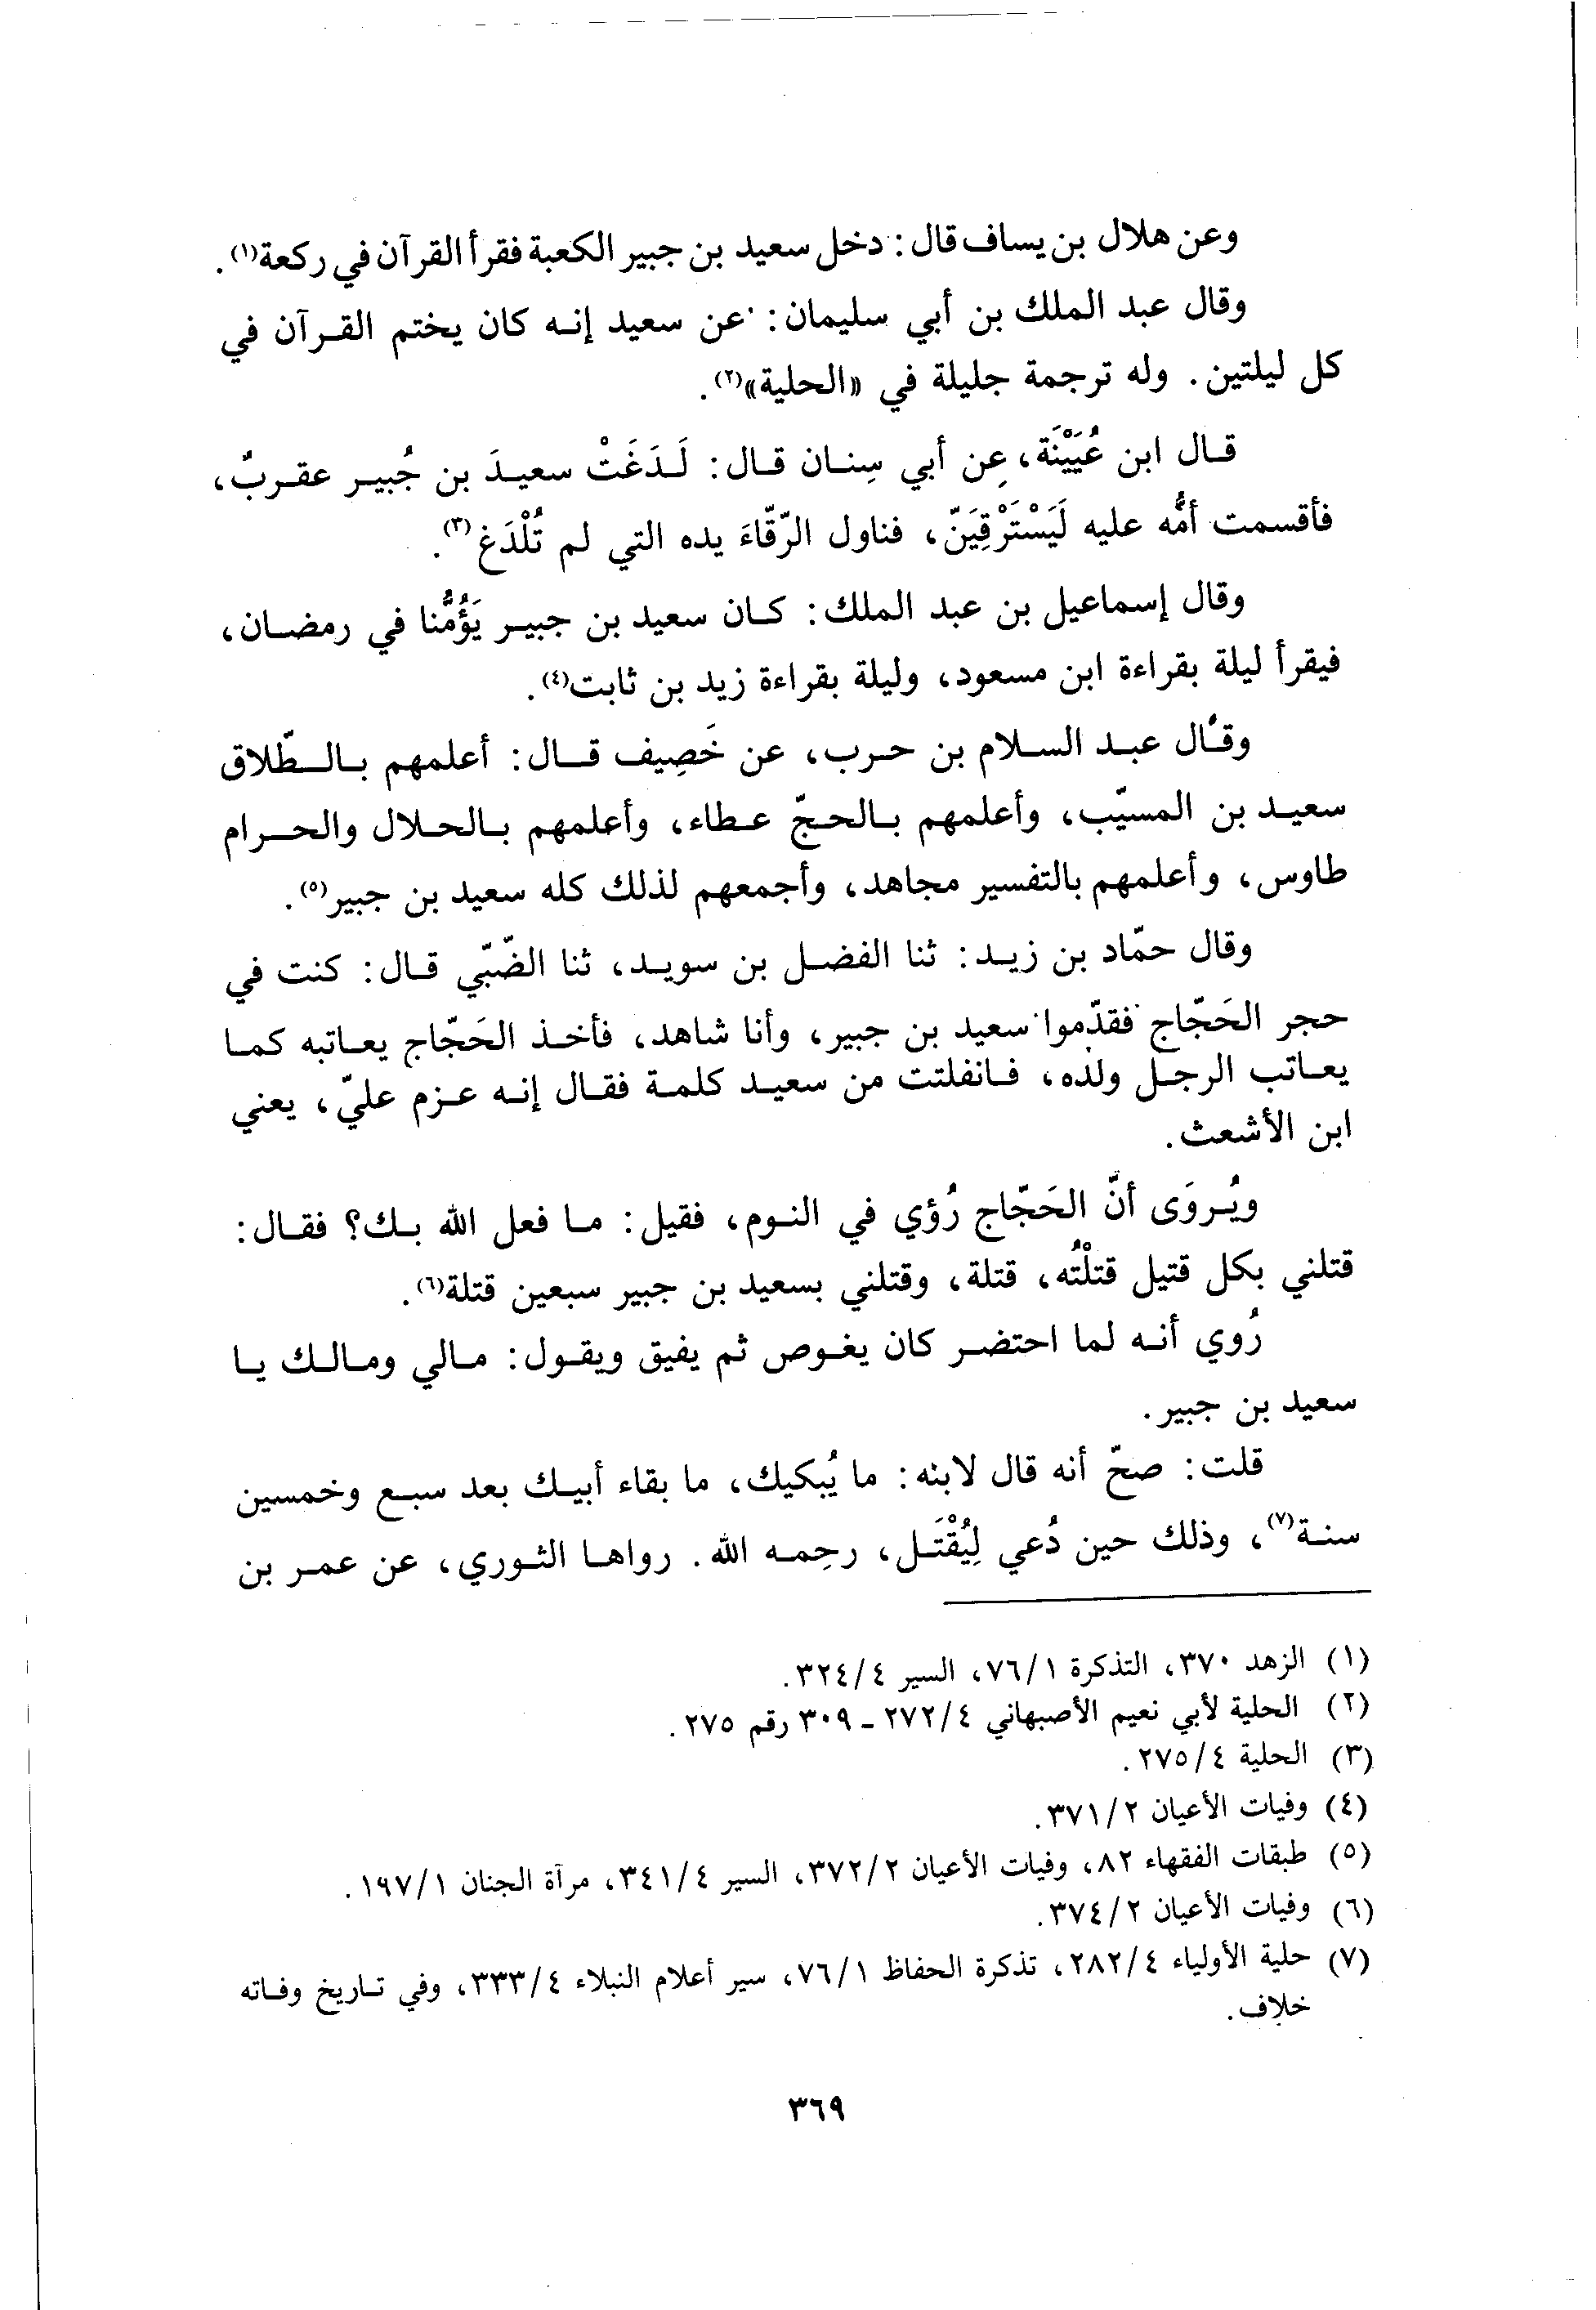 وعن هلال بن يساف قال: دخل سعيد بن جبير الكعبة فقرأ القرآن في ركعة(١).
وقال عبد الملك بن أبي سليمان: عن سعيد إنه كان يختم القرآن في
كل ليلتين. وله ترجمة جليلة في «الحلية»(٢).
قال ابن عُيَيْنَة، عن أبي سِنان قال: لَدَغَتْ سعيدَ بن جُبير عقربٌ،
فأقسمت أمُّه عليه لَيَسْتَرْقِيَنّ، فناول الرّقّاءَ يده التي لم تُلْدَغ(٣).
وقال إسماعيل بن عبد الملك: كان سعيد بن جبير يَؤُمُّنا في رمضان،
فيقرأ ليلة بقراءة ابن مسعود، وليلة بقراءة زيد بن ثابت(٤).
وقال عبد السلام بن حرب، عن خَصِيف قال: أعلمهم بالطّلاق
سعيد بن المسيّب، وأعلمهم بالحجّ عطاء، وأعلمهم بالحلال والحرام
طاوس، وأعلمهم بالتفسير مجاهد، وأجمعهم لذلك كله سعيد بن جبير(٥).
وقال حمّاد بن زيد: ثنا الفضل بن سويد، ثنا الضّبّي قال: كنت في
حجر الحَجّاج فقدّموا سعيد بن جبير، وأنا شاهد، فأخذ الحَجّاج يعاتبه كما
يعاتب الرجل ولده، فانفلتت من سعيد كلمة فقال إنه عزم عليّ، يعني
ابن الأشعث.
ويُروَى أنّ الحَجّاج رُؤي في النوم، فقيل: ما فعل الله بك؟ فقال:
قتلني بكل قتيل قتلْتُه، قتلة، وقتلني بسعيد بن جبير سبعين قتلة(٦).
رُوي أنه لما احتضر كان يغوص ثم يفيق ويقول: مالي ومالك يا
سعيد بن جبير.
قلت: صحّ أنه قال لابنه: ما يُبكيك، ما بقاء أبيك بعد سبع وخمسين
سنة(٧)، وذلك حين دُعي لِيُقْتَل، رحِمه الله. رواها الثوري، عن عمر بن
(١) الزهد ٣٧٠، التذكرة ٧٦/١، السير ٣٢٤/٤.
(٢) الحلية لأبي نعيم الأصبهاني ٢٧٢/٤ ـ ٣٠٩ رقم ٢٧٥.
(٣) الحلية ٢٧٥/٤.
(٤) وفيات الأعيان ٣٧١/٢.
(٥) طبقات الفقهاء ٨٢، وفيات الأعيان ٣٧٢/٢، السير ٣٤١/٤، مرآة الجنان ١٩٧/١.
(٦) وفيات الأعيان ٣٧٤/٢.
(٧) حلية الأولياء ٢٨٢/٤، تذكرة الحفاظ ٧٦/١، سير أعلام النبلاء ٣٣٣/٤، وفي تاريخ وفاته
خلاف.
٣٦٩